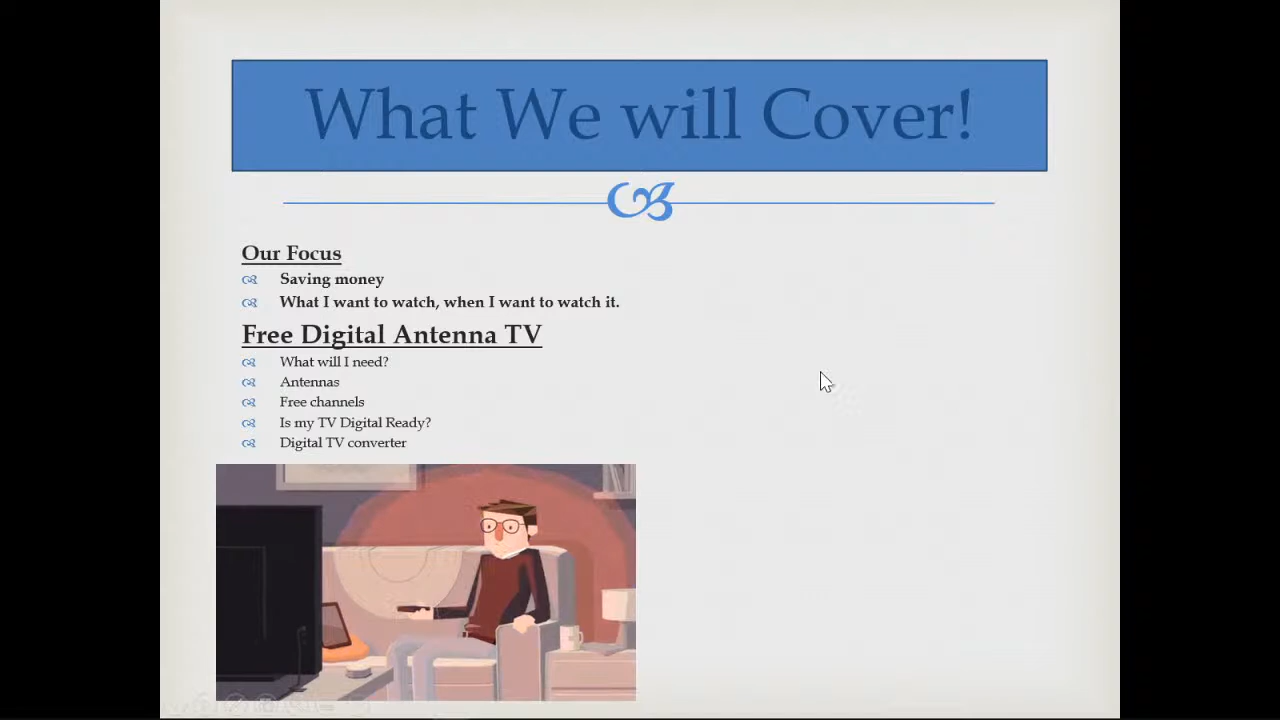 What We will Cover!
Our Focus
Saving money
What I want to watch, when I want to watch it.
Free Digital Antenna TV
What will I need?
Antennas
Free channels
Is my TV Digital Ready?
Digital TV converter